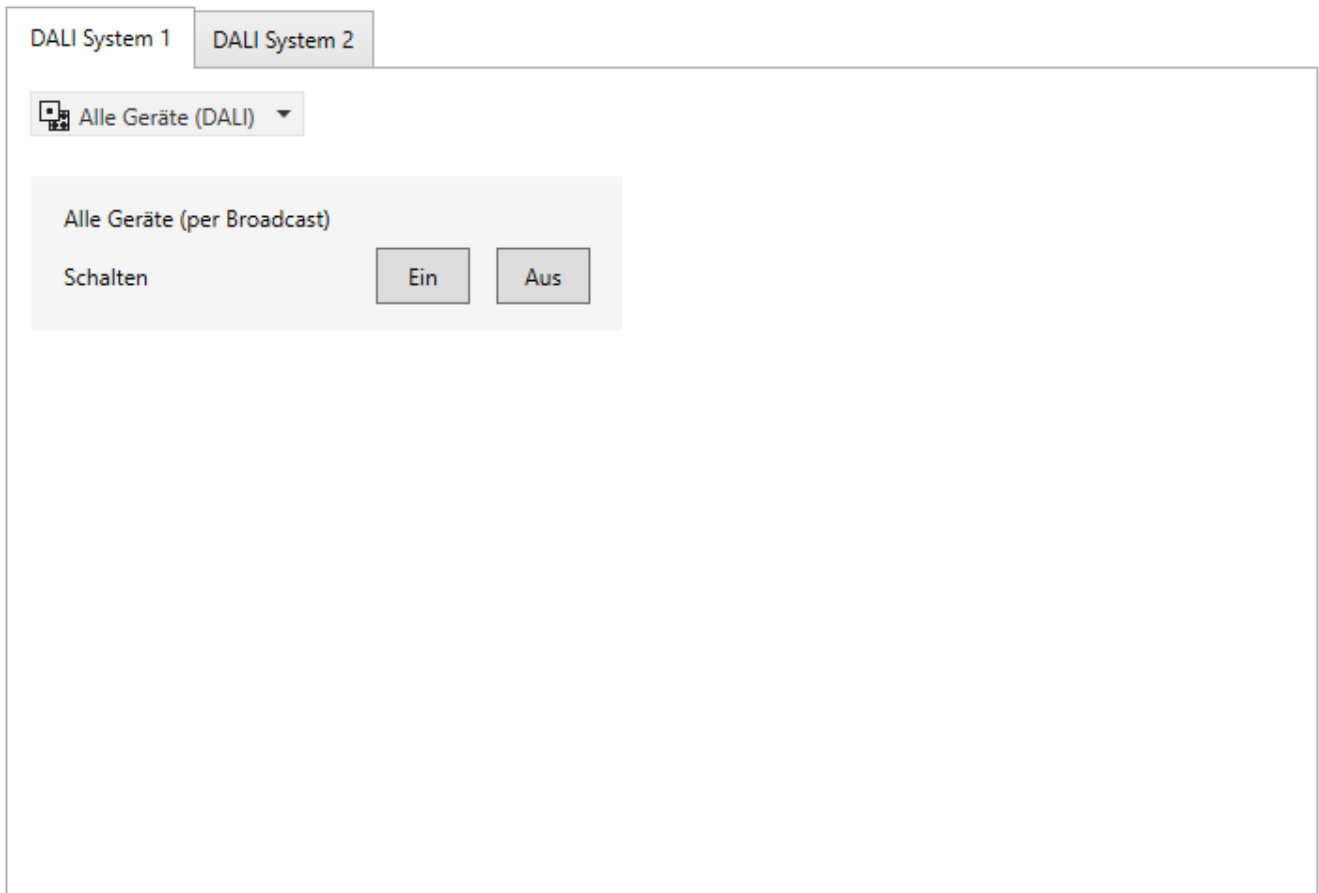 DALI System 1 DALI System 2
Alle Geräte (DALI)
Alle Geräte (per Broadcast)
Schalten Ein Aus